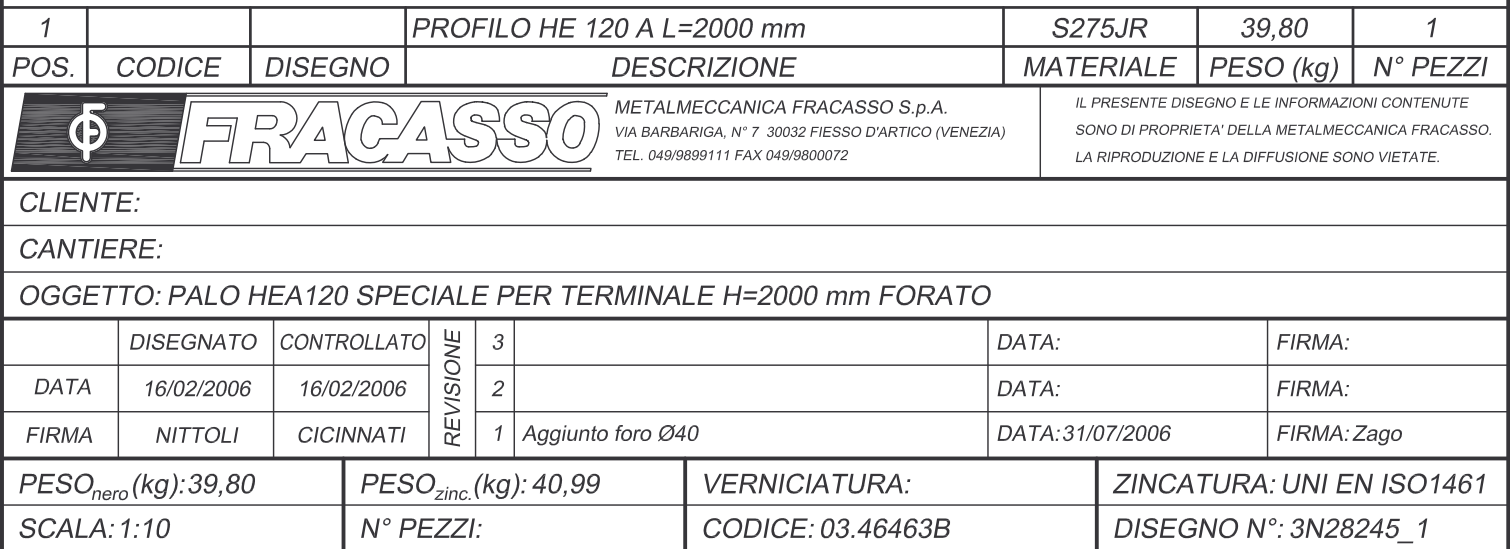 1 PROFILO HE 120 A L=2000 mm S275JR 39,80 1
POS. CODICE DISEGNO DESCRIZIONE MATERIALE PESO (kg) N° PEZZI
FRACASSO
METALMECCANICA FRACASSO S.p.A.
VIA BARBARIGA, N° 7 30032 FIESSO D'ARTICO (VENEZIA)
TEL. 049/9899111 FAX 049/9800072
IL PRESENTE DISEGNO E LE INFORMAZIONI CONTENUTE
SONO DI PROPRIETA' DELLA METALMECCANICA FRACASSO.
LA RIPRODUZIONE E LA DIFFUSIONE SONO VIETATE.
CLIENTE:
CANTIERE:
OGGETTO: PALO HEA120 SPECIALE PER TERMINALE H=2000 mm FORATO
DISEGNATO CONTROLLATO REVISIONE 3 DATA: FIRMA:
DATA 16/02/2006 16/02/2006 2 DATA: FIRMA:
FIRMA NITTOLI CICINNATI 1 Aggiunto foro Ø40 DATA: 31/07/2006 FIRMA: Zago
PESOnero (kg): 39,80 PESOzinc. (kg): 40,99 VERNICIATURA: ZINCATURA: UNI EN ISO1461
SCALA: 1:10 N° PEZZI: CODICE: 03.46463B DISEGNO N°: 3N28245_1